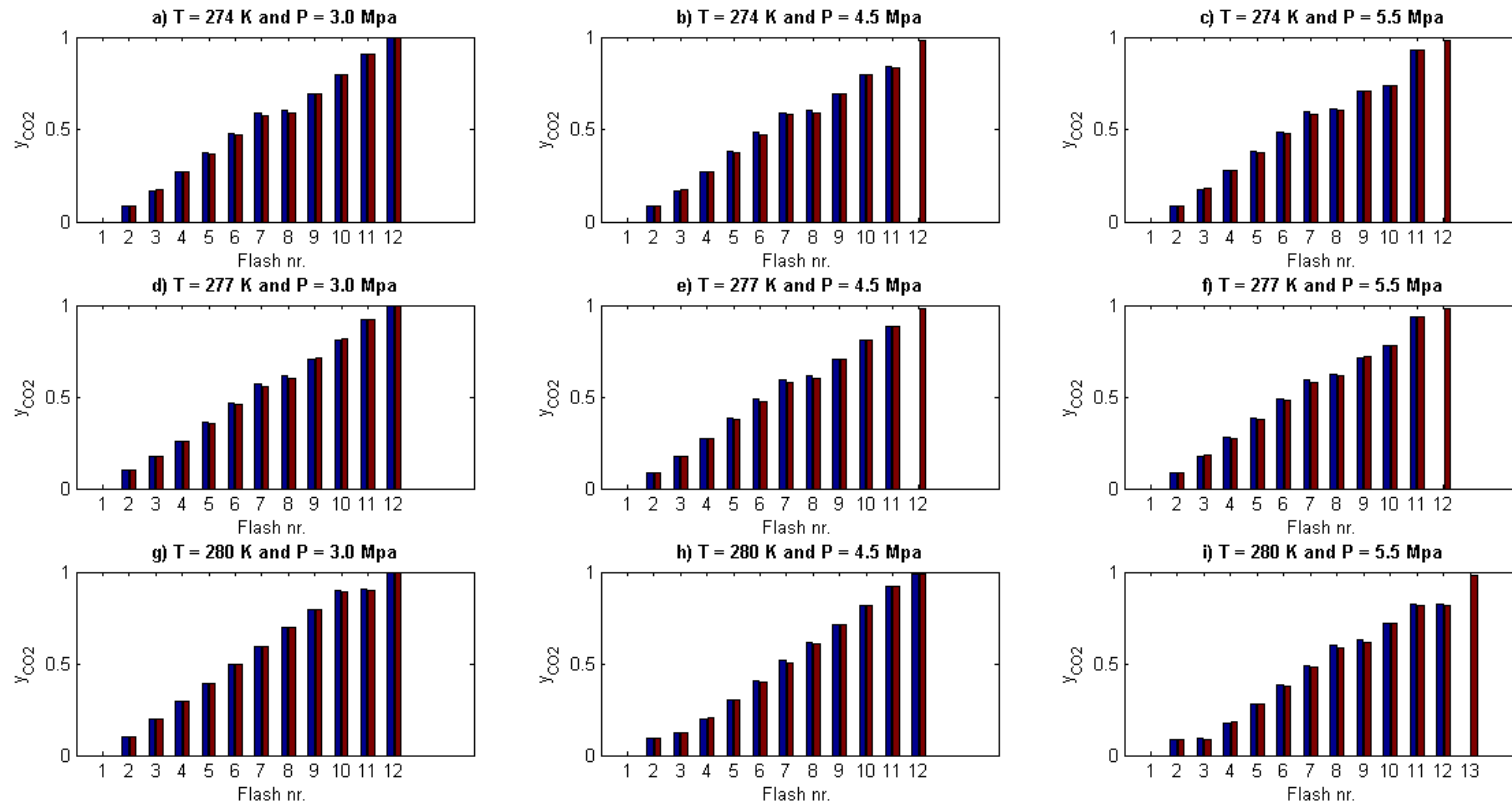 a) T = 274 K and P = 3.0 Mpa
1
0.5
0
yCO2
1 2 3 4 5 6 7 8 9 10 11 12
Flash nr.
b) T = 274 K and P = 4.5 Mpa
1
0.5
0
yCO2
1 2 3 4 5 6 7 8 9 10 11 12
Flash nr.
c) T = 274 K and P = 5.5 Mpa
1
0.5
0
yCO2
1 2 3 4 5 6 7 8 9 10 11 12
Flash nr.
d) T = 277 K and P = 3.0 Mpa
1
0.5
0
yCO2
1 2 3 4 5 6 7 8 9 10 11 12
Flash nr.
e) T = 277 K and P = 4.5 Mpa
1
0.5
0
yCO2
1 2 3 4 5 6 7 8 9 10 11 12
Flash nr.
f) T = 277 K and P = 5.5 Mpa
1
0.5
0
yCO2
1 2 3 4 5 6 7 8 9 10 11 12
Flash nr.
g) T = 280 K and P = 3.0 Mpa
1
0.5
0
yCO2
1 2 3 4 5 6 7 8 9 10 11 12
Flash nr.
h) T = 280 K and P = 4.5 Mpa
1
0.5
0
yCO2
1 2 3 4 5 6 7 8 9 10 11 12
Flash nr.
i) T = 280 K and P = 5.5 Mpa
1
0.5
0
yCO2
1 2 3 4 5 6 7 8 9 10 11 12 13
Flash nr.